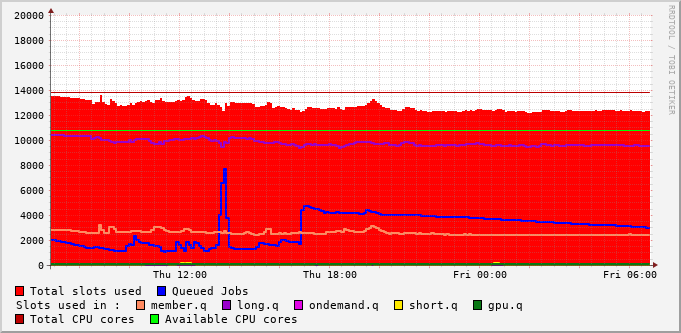 RRDTOOL / TOBI OETIKER
20000
18000
16000
14000
12000
10000
8000
6000
4000
2000
0
Thu 12:00 Thu 18:00 Fri 00:00 Fri 06:00
Total slots used Queued Jobs
Slots used in : member.q long.q ondemand.q short.q gpu.q
Total CPU cores Available CPU cores